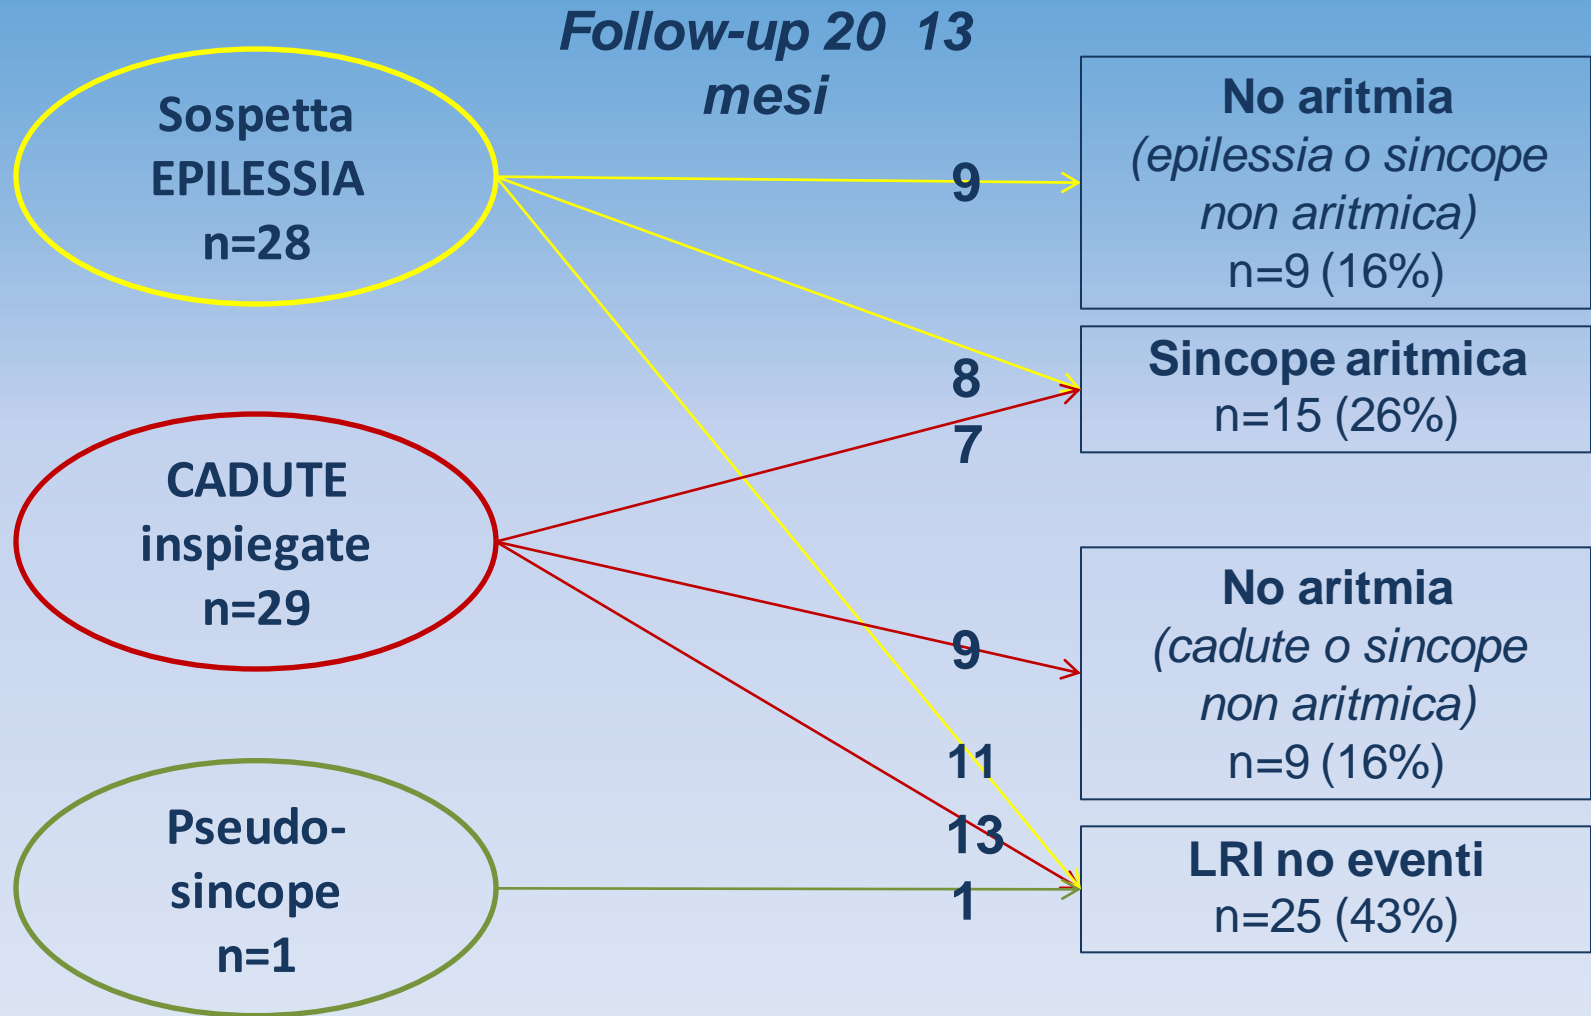 Follow-up 20 13
mesi
Sospetta
EPILESSIA
n=28
CADUTE
inspiegate
n=29
Pseudo-
sincope
n=1
9
8
7
9
11
13
1
No aritmia
(epilessia o sincope
non aritmica)
n=9 (16%)
Sincope aritmica
n=15 (26%)
No aritmia
(cadute o sincope
non aritmica)
n=9 (16%)
LRI no eventi
n=25 (43%)